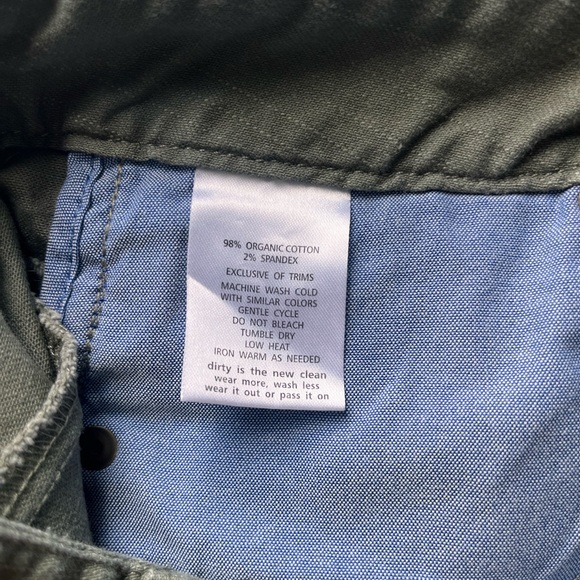 98% ORGANIC COTTON
2% SPANDEX
EXCLUSIVE OF TRIMS
MACHINE WASH COLD
WITH SIMILAR COLORS
GENTLE CYCLE
DO NOT BLEACH
TUMBLE DRY
LOW HEAT
IRON WARM AS NEEDED
dirty is the new clean
wear more, wash less
wear it out or pass it on